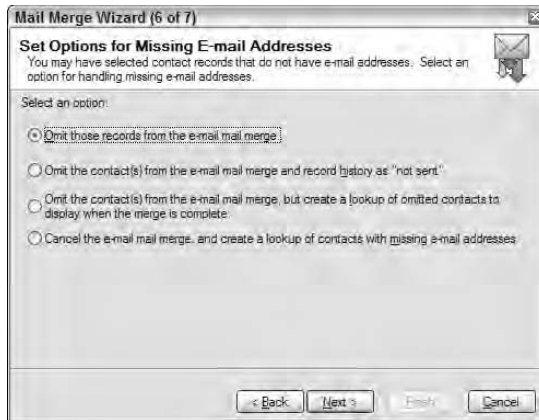 Mail Merge Wizard (6 of 7)
Set Options for Missing E-mail Addresses
You may have selected contact records that do not have e-mail addresses. Select an
option for handling missing e-mail addresses.
Select an option:
Omit those records from the e-mail mail merge
Omit the contact(s) from the e-mail mail merge and record history as "not sent"
Omit the contact(s) from the e-mail mail merge, but create a lookup of omitted contacts to
display when the merge is complete
Cancel the e-mail mail merge, and create a lookup of contacts with missing e-mail addresses
< Back
Next >
Finish
Cancel